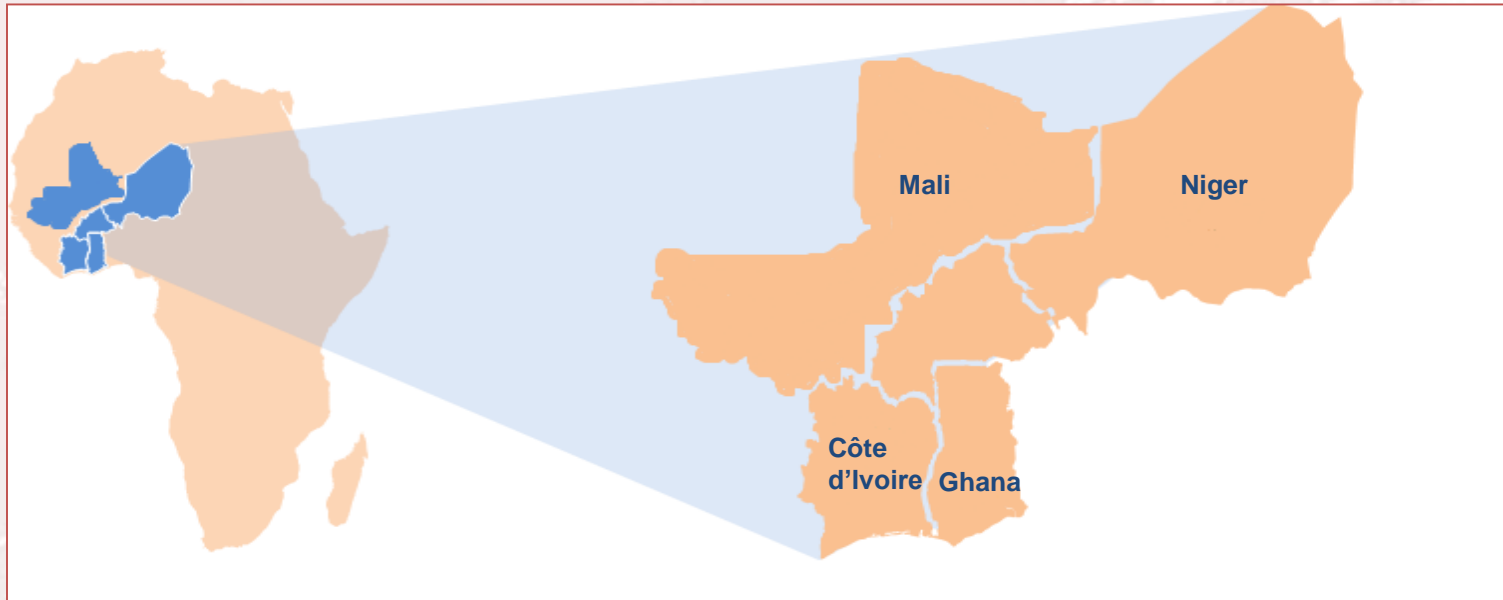 Mali
Niger
Côte
d’Ivoire
Ghana